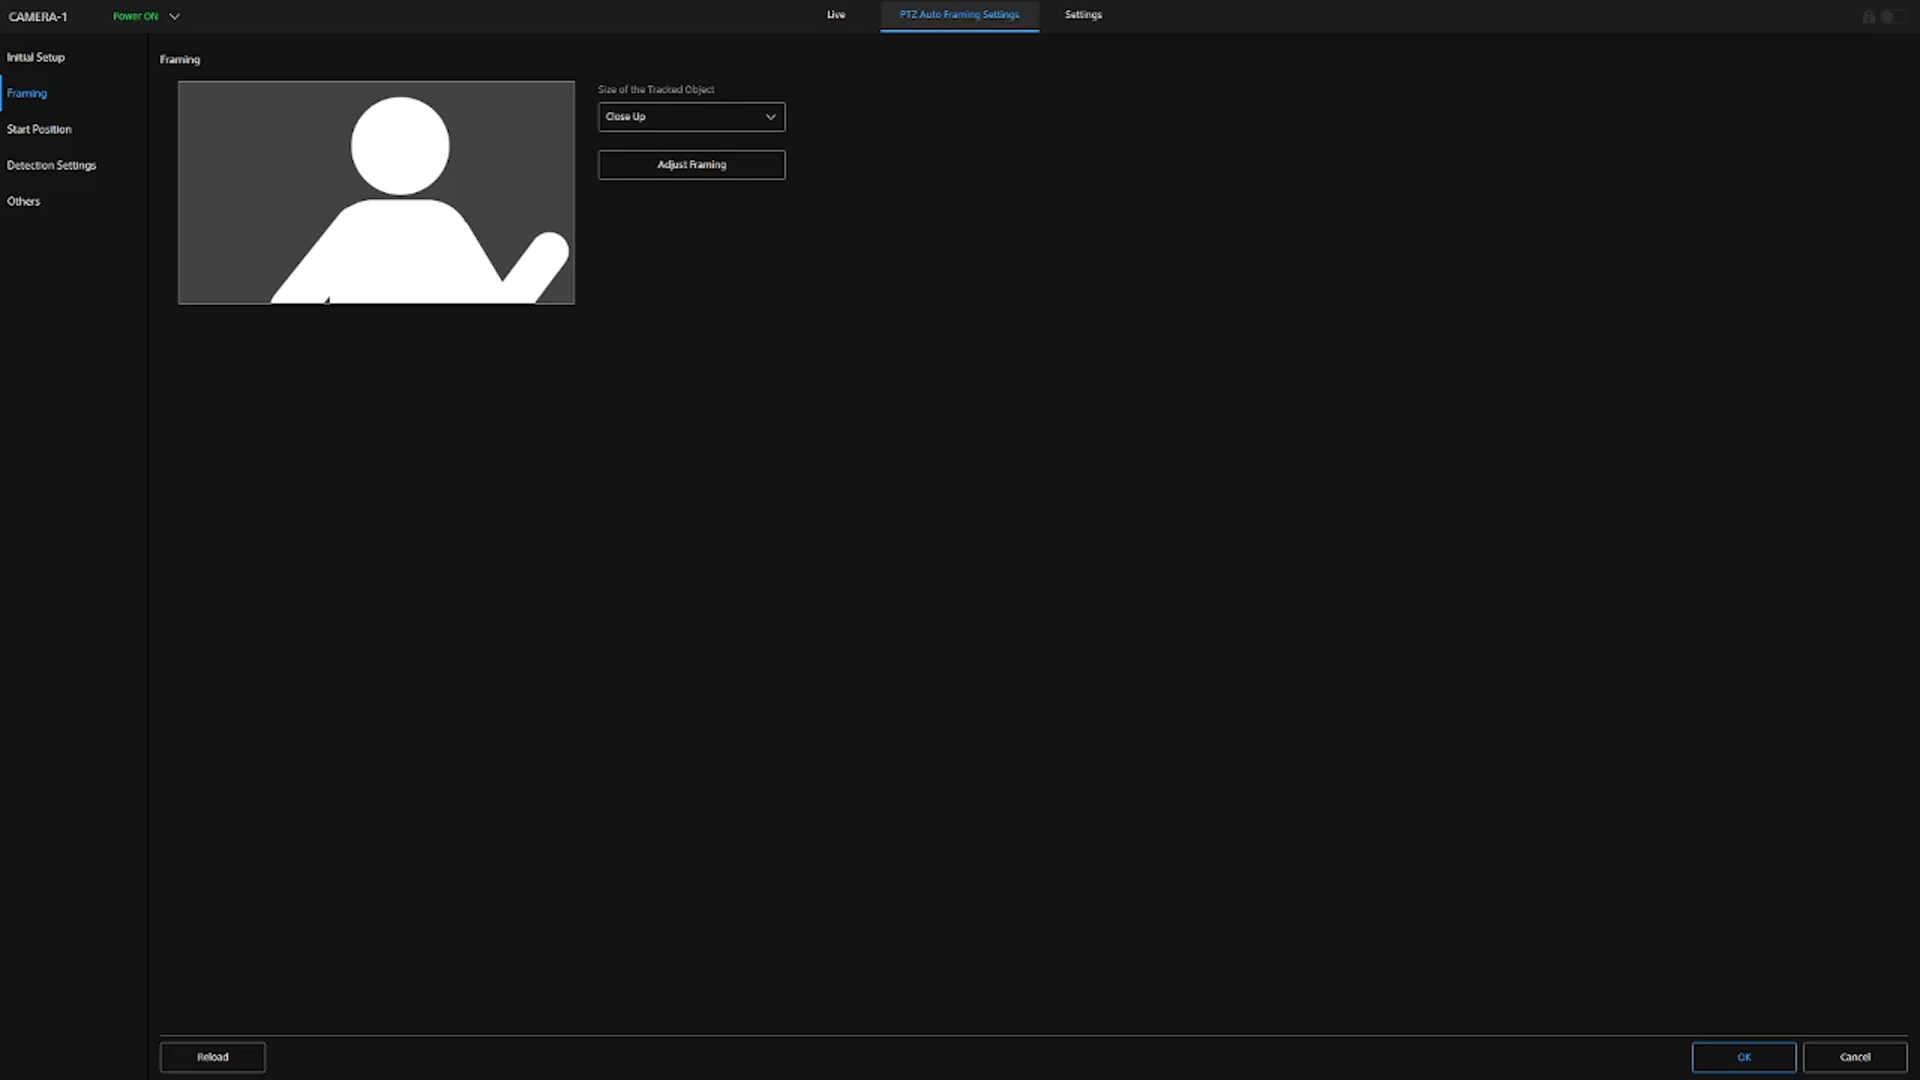 CAMERA-1
Power ON
Live
PTZ Auto Framing Settings
Settings
Initial Setup
Framing
Start Position
Detection Settings
Others
Framing
Size of the Tracked Object
Close Up
Adjust Framing
Reload
OK
Cancel